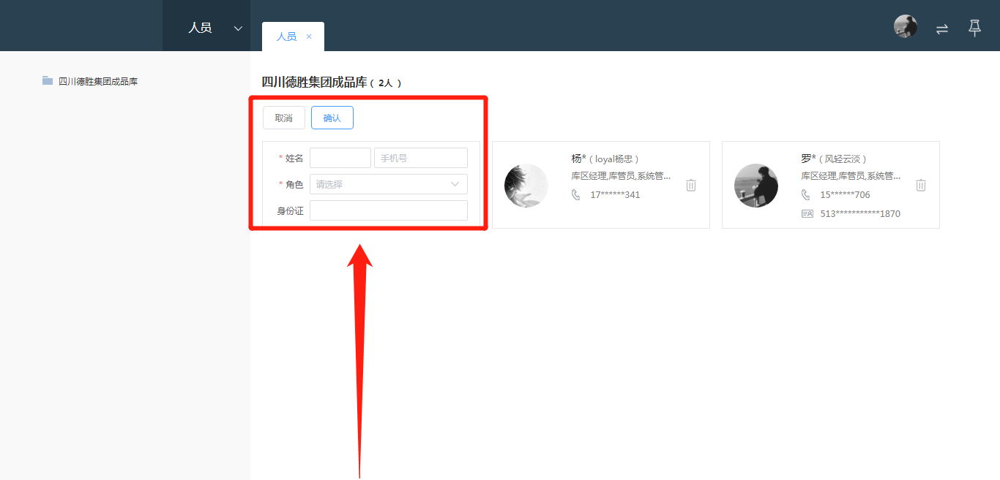 人员
人员 ×
四川德胜集团成品库
四川德胜集团成品库 ( 2人 )
取消 确认
* 姓名 手机号
* 角色 请选择
身份证
杨* ( loyal杨忠 )
库区经理,库管员,系统管...
17******341
罗* ( 风轻云淡 )
库区经理,库管员,系统管...
15******706
513***********1870